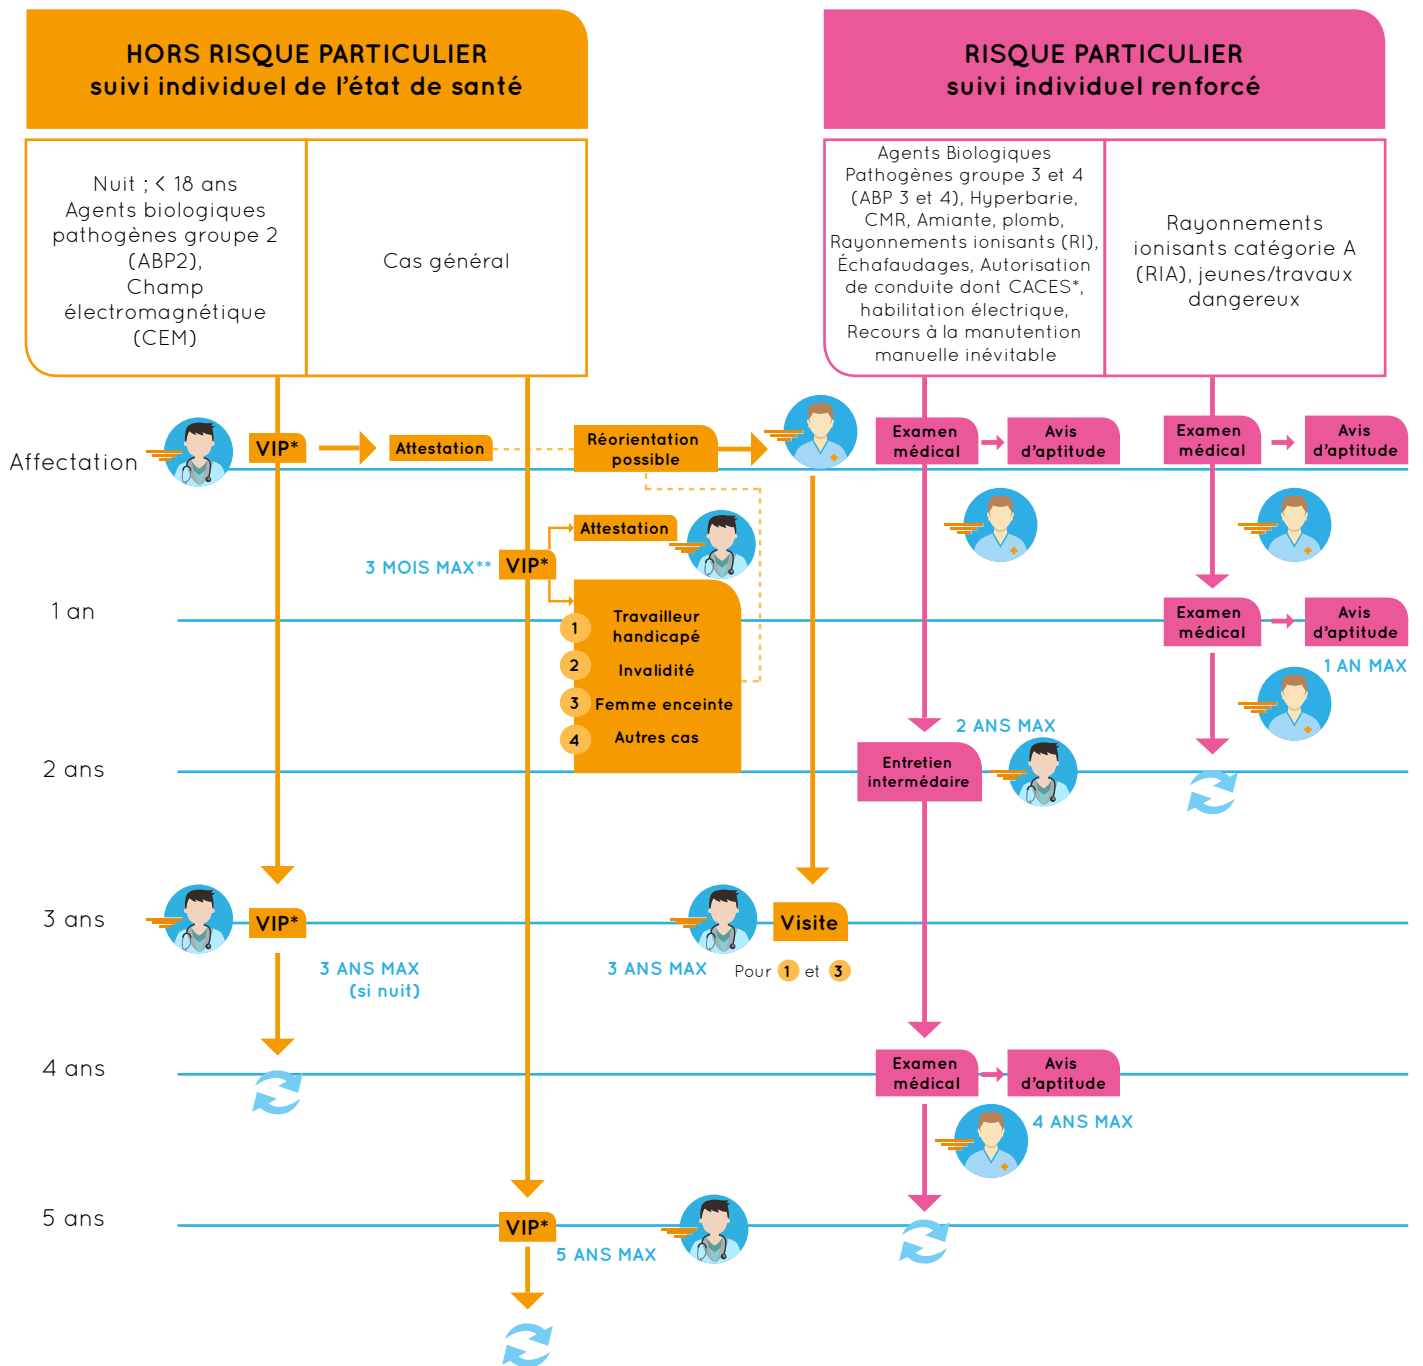 HORS RISQUE PARTICULIER
suivi individuel de l'état de santé
RISQUE PARTICULIER
suivi individuel renforcé
Nuit ; < 18 ans
Agents biologiques
pathogènes groupe 2
(ABP2),
Champ
électromagnétique
(CEM)
Cas général
Agents Biologiques
Pathogènes groupe 3 et 4
(ABP 3 et 4), Hyperbarie,
CMR, Amiante, plomb,
Rayonnements ionisants (RI),
Échafaudages, Autorisation
de conduite dont CACES*,
habilitation électrique,
Recours à la manutention
manuelle inévitable
Rayonnements
ionisants catégorie A
(RIA), jeunes/travaux
dangereux
Affectation
VIP*
Attestation
Réorientation
possible
Examen
médical
Avis
d'aptitude
Examen
médical
Avis
d'aptitude
3 MOIS MAX**
VIP*
Attestation
1 an
1 Travailleur
handicapé
2 Invalidité
3 Femme enceinte
4 Autres cas
Examen
médical
Avis
d'aptitude
1 AN MAX
2 ans
Entretien
intermédaire
2 ANS MAX
3 ans
VIP*
3 ANS MAX
(si nuit)
Visite
3 ANS MAX
Pour 1 et 3
4 ans
Examen
médical
Avis
d'aptitude
4 ANS MAX
5 ans
VIP*
5 ANS MAX